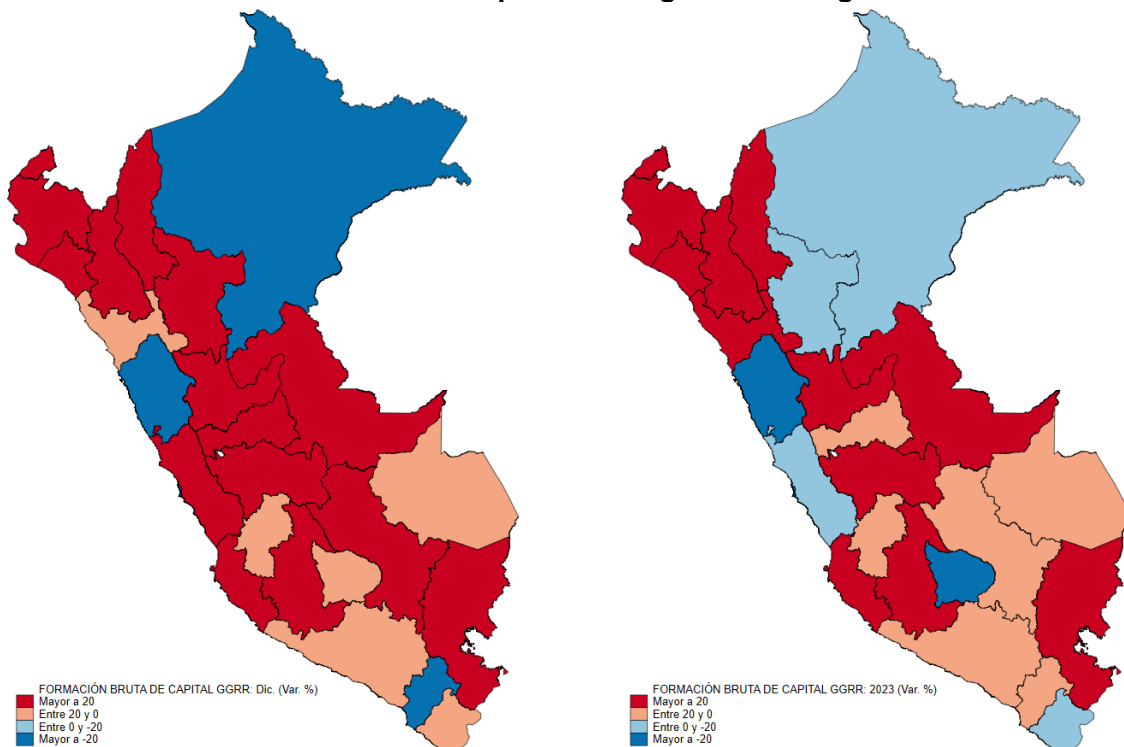 FORMACIÓN BRUTA DE CAPITAL GGRR: Dic. (Var. %)
Mayor a 20
Entre 20 y 0
Entre 0 y -20
Mayor a -20
FORMACIÓN BRUTA DE CAPITAL GGRR: 2023 (Var. %)
Mayor a 20
Entre 20 y 0
Entre 0 y -20
Mayor a -20